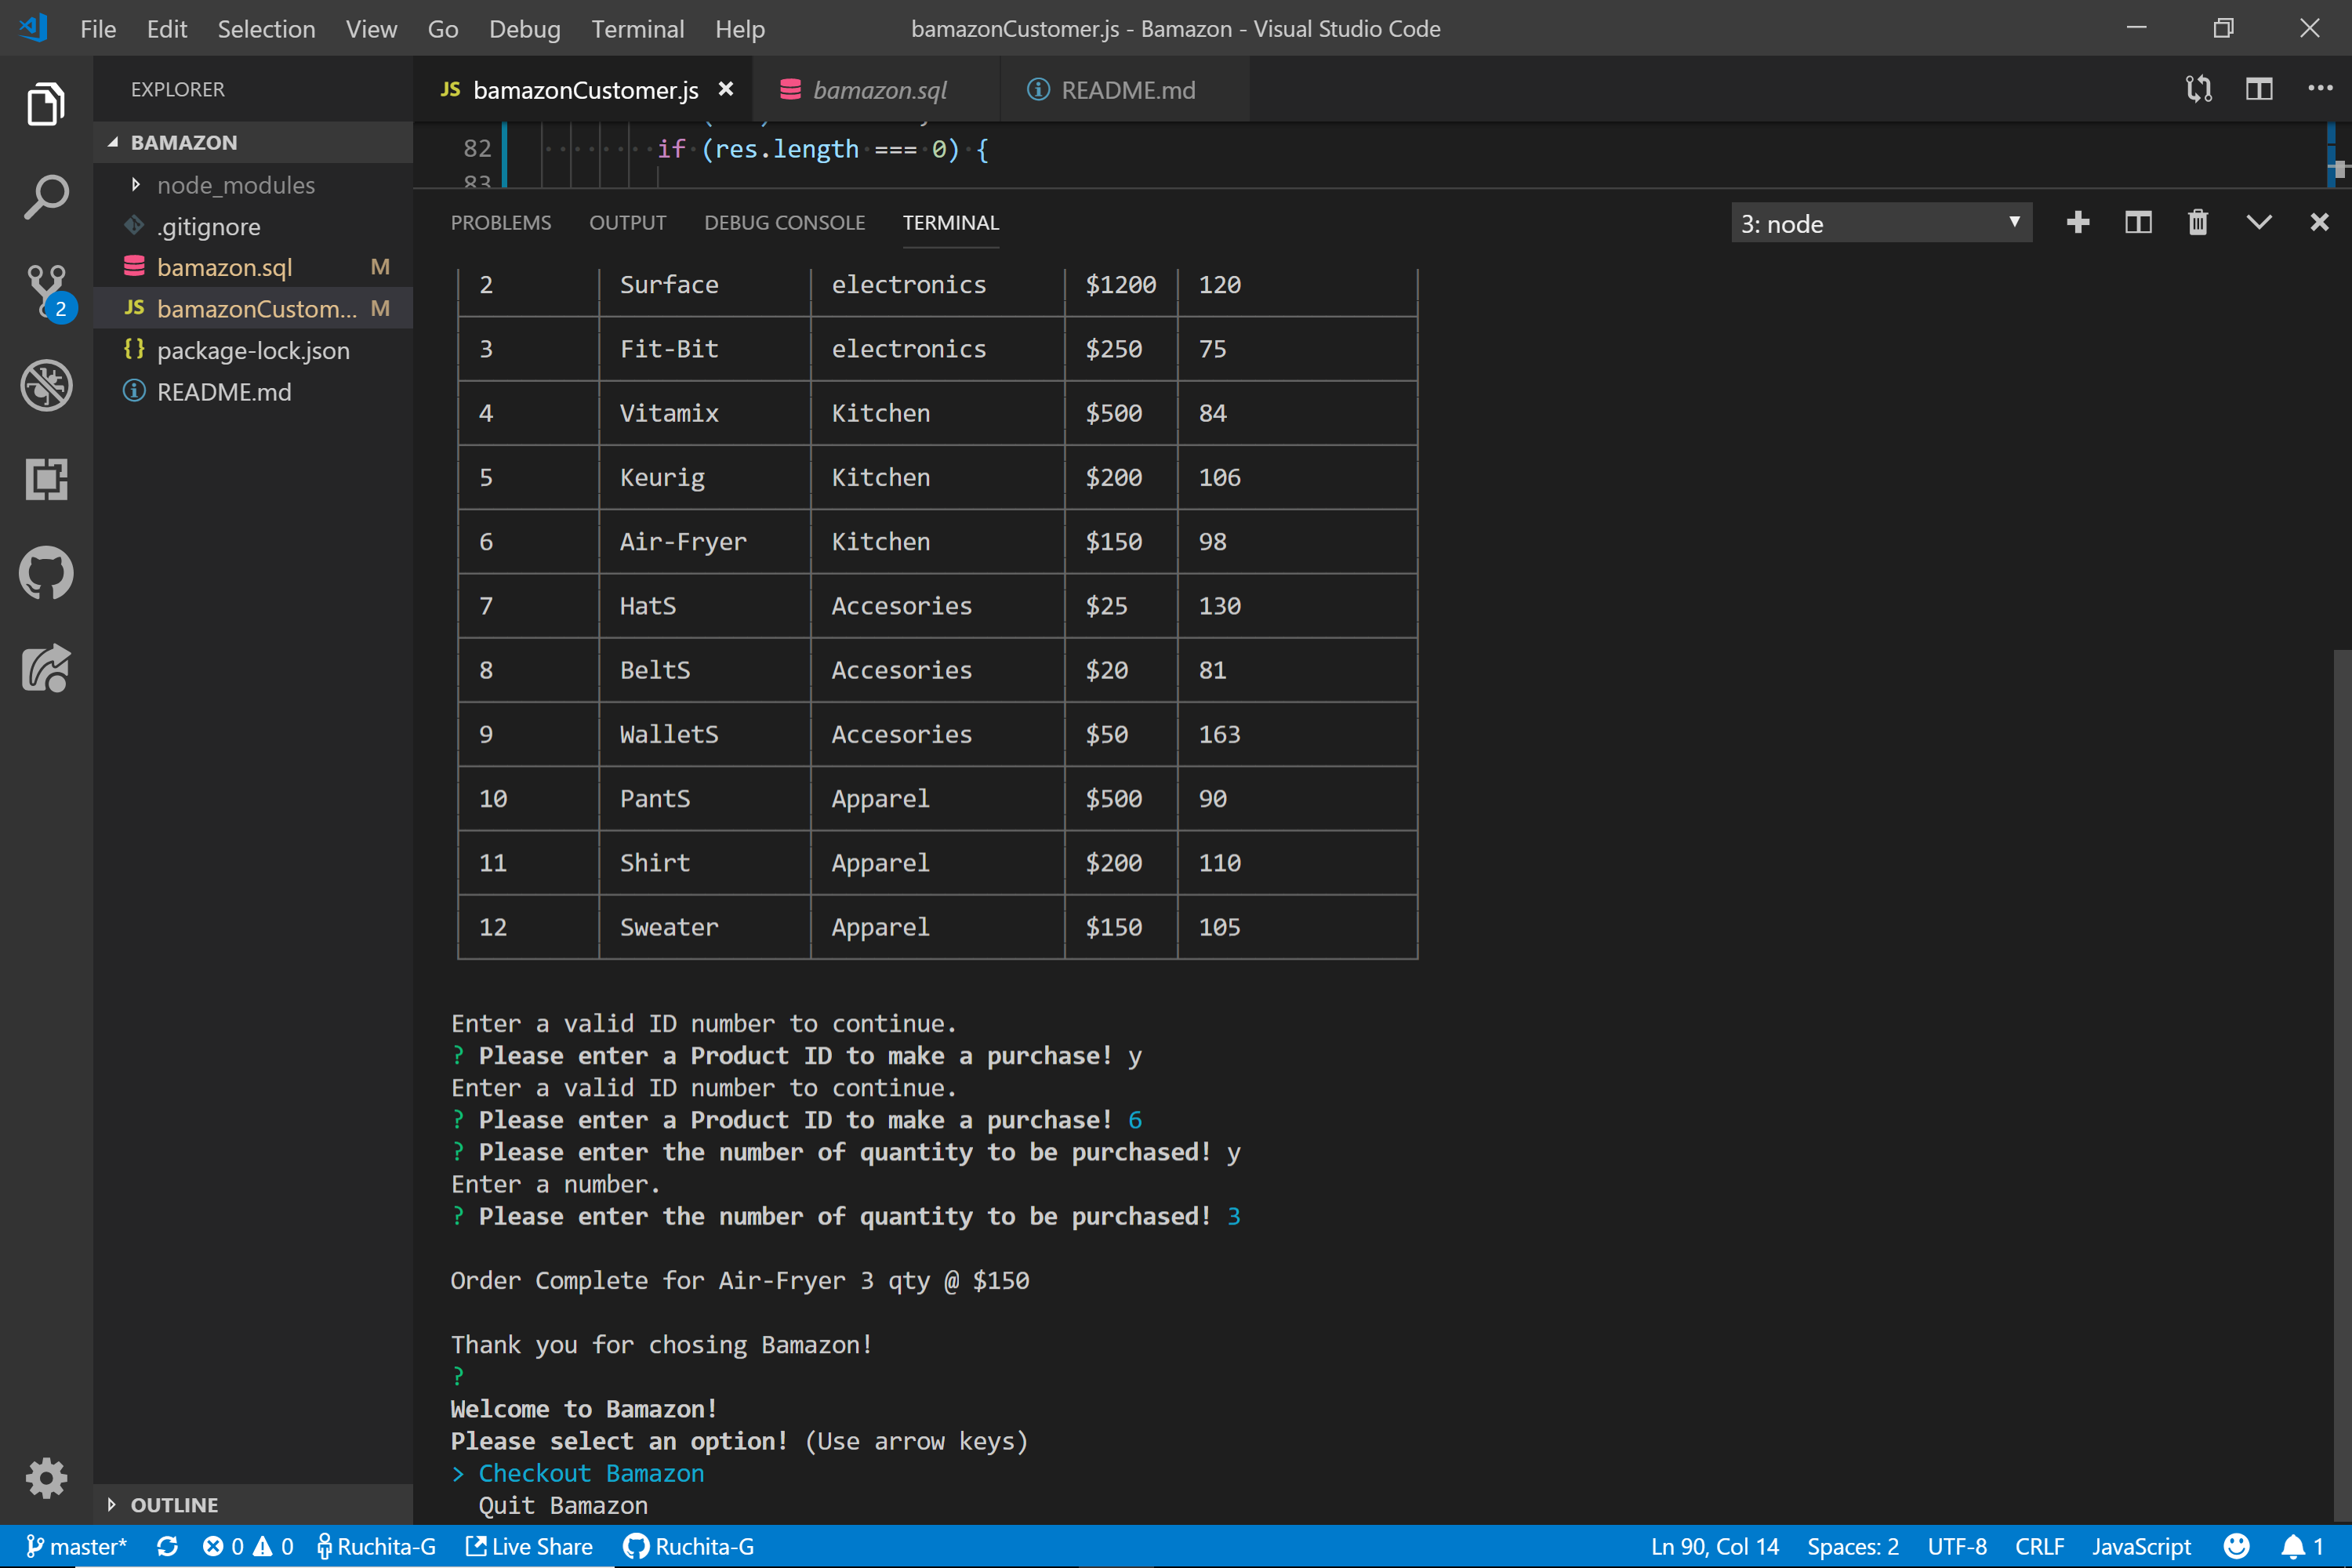 File Edit Selection View Go Debug Terminal Help bamazonCustomer.js - Bamazon - Visual Studio Code
EXPLORER
JS bamazonCustomer.js bamazon.sql README.md
BAMAZON
node_modules
.gitignore
bamazon.sql M
JS bamazonCustom... M
{} package-lock.json
README.md
2
OUTLINE
82 if (res.length === 0) {
83
PROBLEMS OUTPUT DEBUG CONSOLE TERMINAL 3: node
2 Surface electronics $1200 120
3 Fit-Bit electronics $250 75
4 Vitamix Kitchen $500 84
5 Keurig Kitchen $200 106
6 Air-Fryer Kitchen $150 98
7 HatS Accesories $25 130
8 BeltS Accesories $20 81
9 WalletS Accesories $50 163
10 PantS Apparel $500 90
11 Shirt Apparel $200 110
12 Sweater Apparel $150 105
Enter a valid ID number to continue.
? Please enter a Product ID to make a purchase! y
Enter a valid ID number to continue.
? Please enter a Product ID to make a purchase! 6
? Please enter the number of quantity to be purchased! y
Enter a number.
? Please enter the number of quantity to be purchased! 3
Order Complete for Air-Fryer 3 qty @ $150
Thank you for chosing Bamazon!
?
Welcome to Bamazon!
Please select an option! (Use arrow keys)
> Checkout Bamazon
Quit Bamazon
master* 0 0 Ruchita-G Live Share Ruchita-G Ln 90, Col 14 Spaces: 2 UTF-8 CRLF JavaScript 1